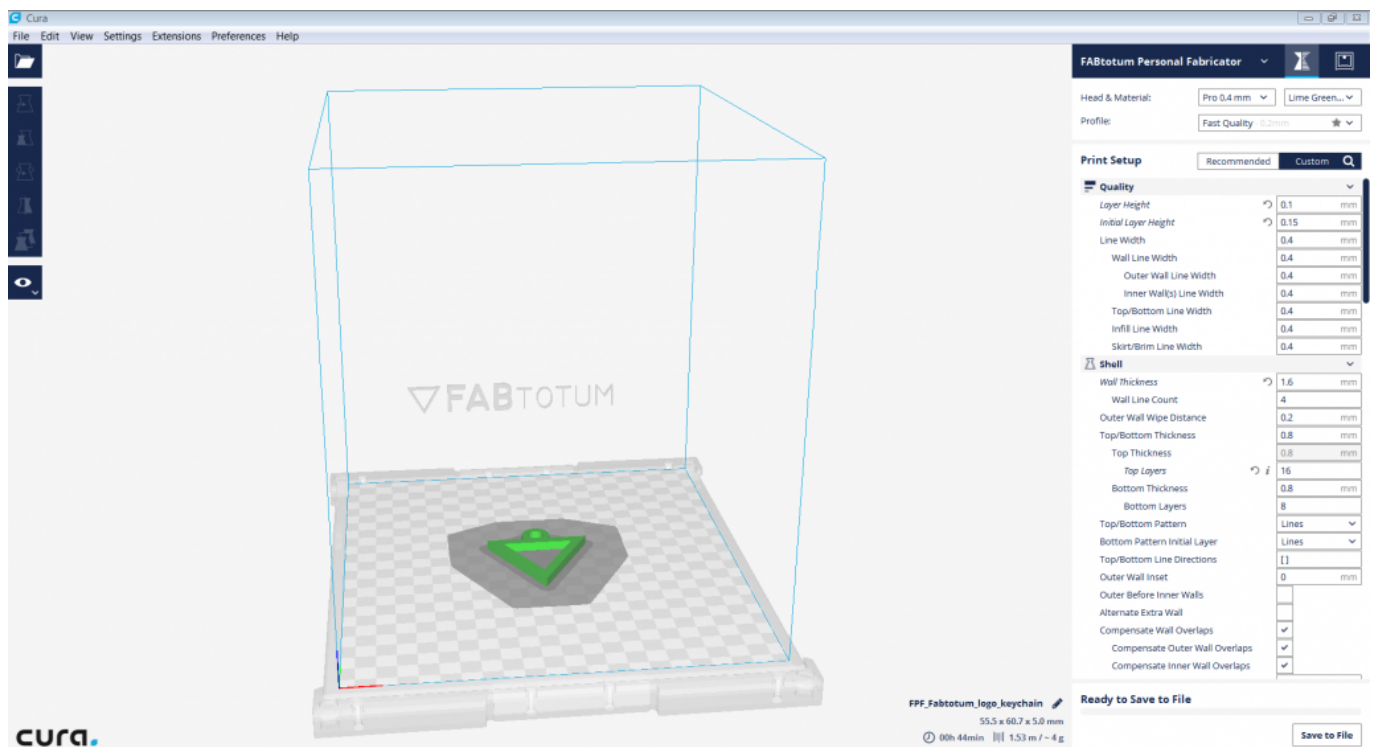 Cura
File Edit View Settings Extensions Preferences Help
FABtotum Personal Fabricator
Head & Material: Pro 0.4 mm Lime Green...
Profile: Fast Quality - 0.2mm
Print Setup Recommended Custom
Quality
Layer Height 0.1 mm
Initial Layer Height 0.15 mm
Line Width 0.4 mm
Wall Line Width 0.4 mm
Outer Wall Line Width 0.4 mm
Inner Wall(s) Line Width 0.4 mm
Top/Bottom Line Width 0.4 mm
Infill Line Width 0.4 mm
Skirt/Brim Line Width 0.4 mm
Shell
Wall Thickness 1.6 mm
Wall Line Count 4
Outer Wall Wipe Distance 0.2 mm
Top/Bottom Thickness 0.8 mm
Top Thickness 0.8 mm
Top Layers i 16
Bottom Thickness 0.8 mm
Bottom Layers 8
Top/Bottom Pattern Lines
Bottom Pattern Initial Layer Lines
Top/Bottom Line Directions [ ]
Outer Wall Inset 0 mm
Outer Before Inner Walls
Alternate Extra Wall
Compensate Wall Overlaps
Compensate Outer Wall Overlaps
Compensate Inner Wall Overlaps
FABTOTUM
FPF_Fabtotum_logo_keychain
55.5 x 60.7 x 5.0 mm
00h 44min 1.53 m / ~ 4 g
Ready to Save to File
Save to File
cura.